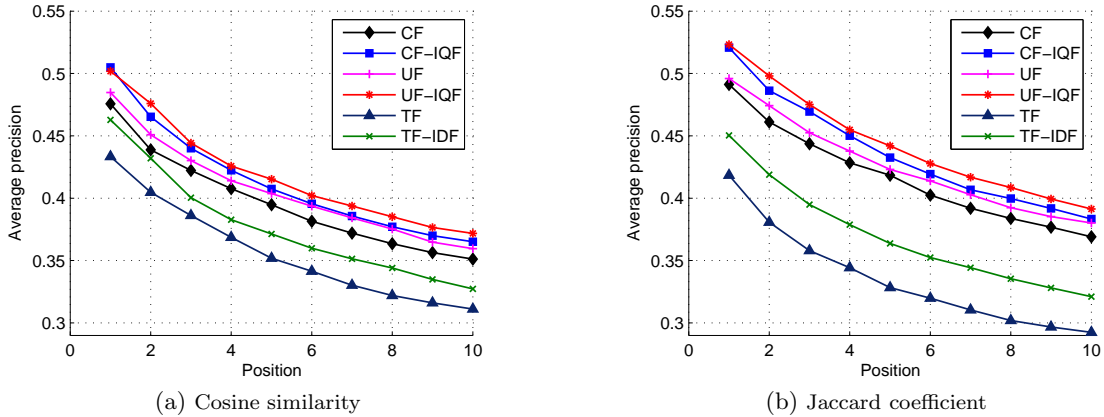 0.55
0.5
0.45
0.4
0.35
0.3
0 2 4 6 8 10
Average precision
Position
CF
CF−IQF
UF
UF−IQF
TF
TF−IDF
(a) Cosine similarity
0.55
0.5
0.45
0.4
0.35
0.3
0 2 4 6 8 10
Average precision
Position
CF
CF−IQF
UF
UF−IQF
TF
TF−IDF
(b) Jaccard coefficient